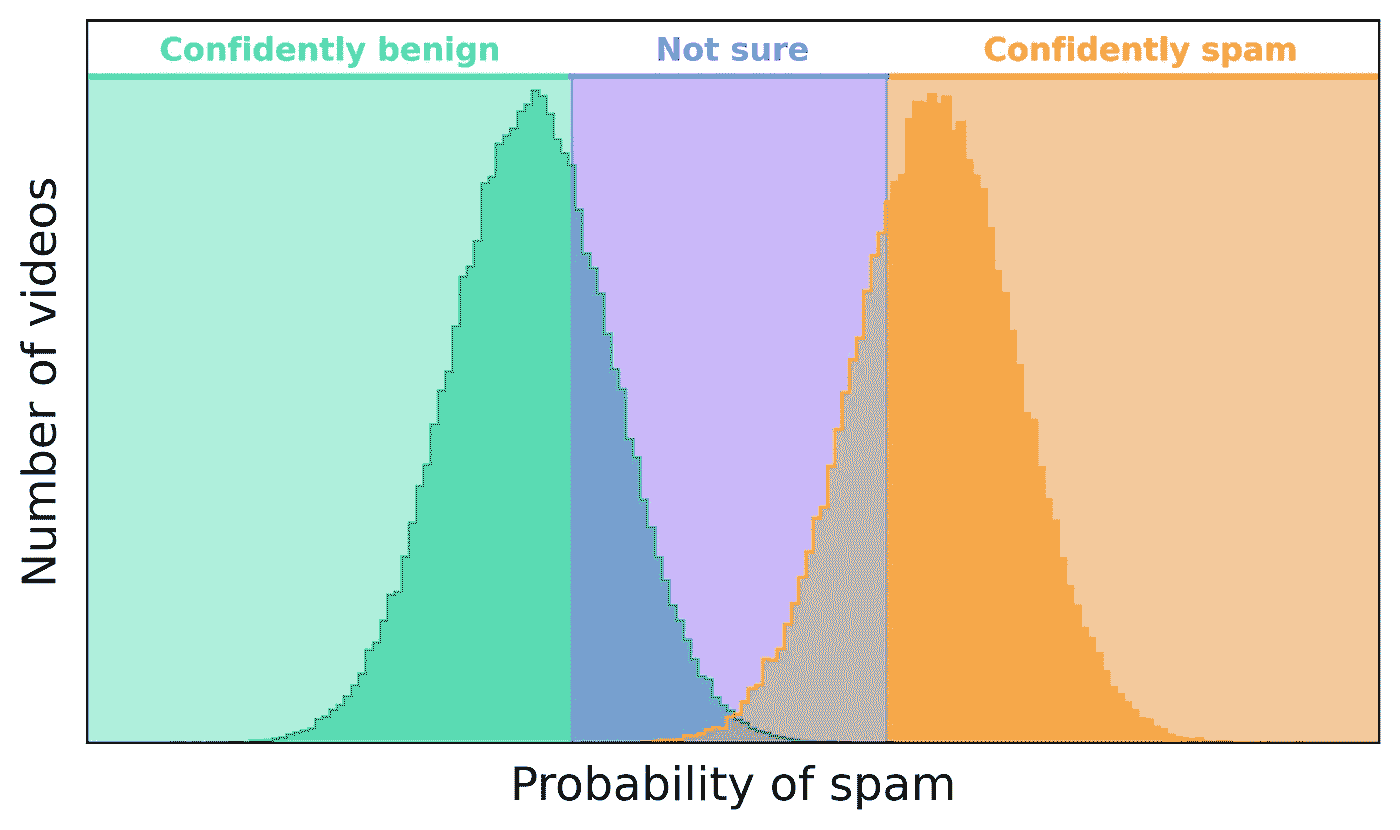 Confidently benign
Not sure
Confidently spam
Number of videos
Probability of spam